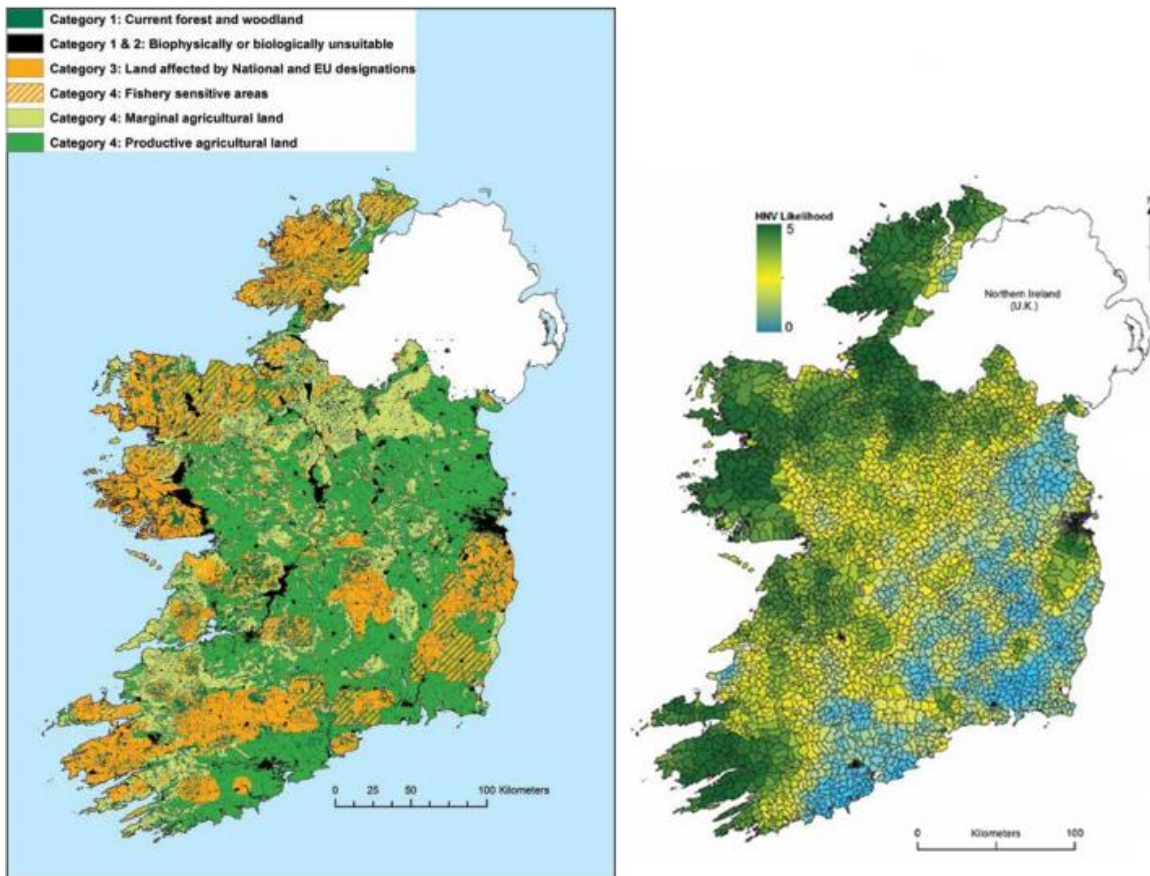 Category 1: Current forest and woodland
Category 1 & 2: Biophysically or biologically unsuitable
Category 3: Land affected by National and EU designations
Category 4: Fishery sensitive areas
Category 4: Marginal agricultural land
Category 4: Productive agricultural land
0 25 50 100 Kilometers
HNV Likelihood
5
0
Northern Ireland
(U.K.)
0 Kilometers 100